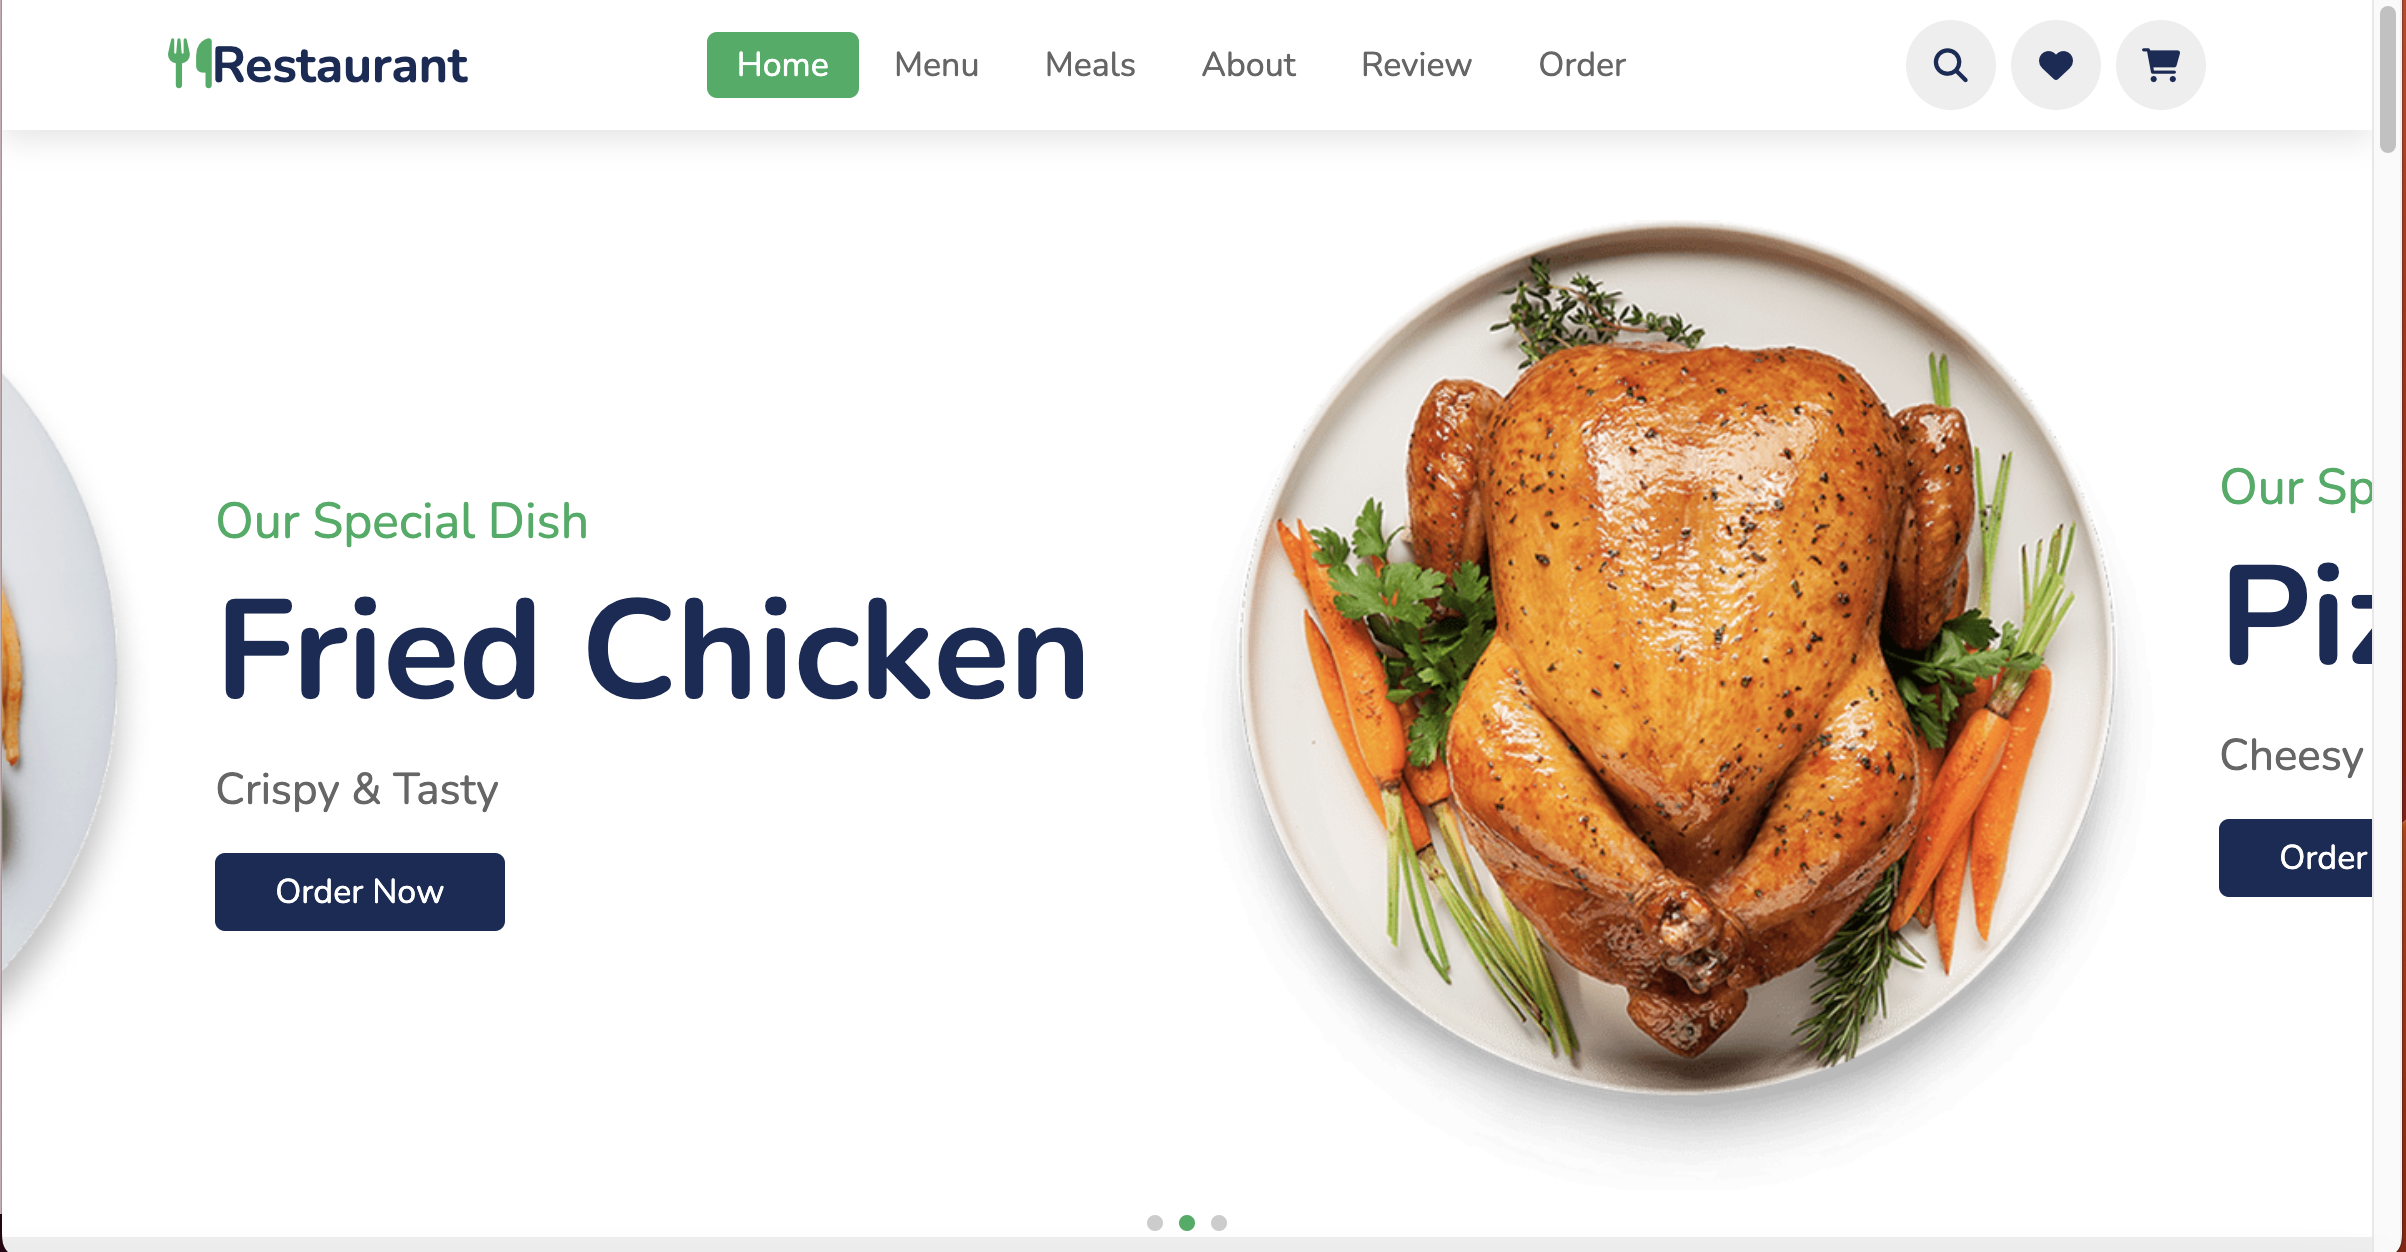 Restaurant
Home Menu Meals About Review Order
Our Special Dish
Fried Chicken
Crispy & Tasty
Order Now
Our Sp
Piz
Cheesy
Order